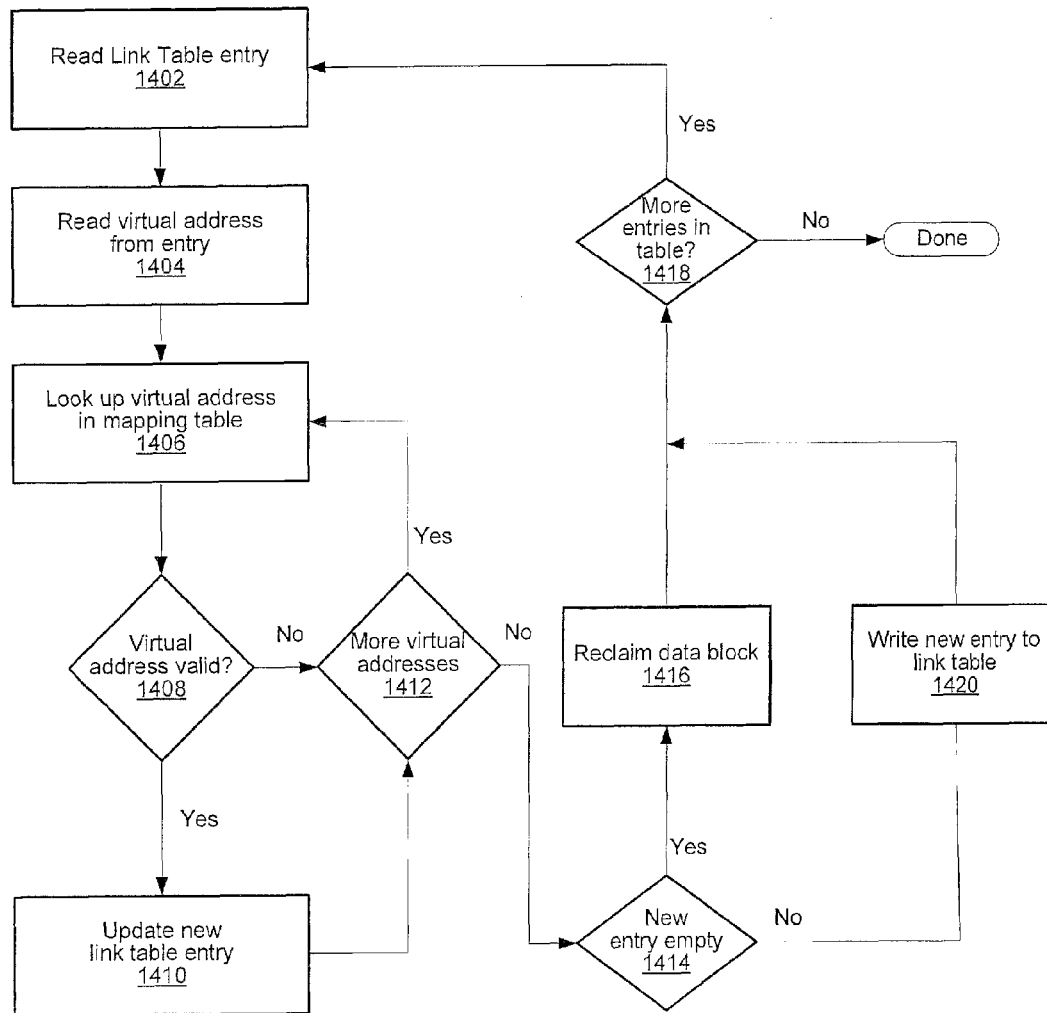 Read Link Table entry
1402
Yes
Read virtual address
from entry
1404
More
entries in
table?
1418
No
Done
Look up virtual address
in mapping table
1406
Yes
Virtual
address valid?
1408
No
More virtual
addresses
1412
No
Reclaim data block
1416
Write new entry to
link table
1420
Yes
Yes
Update new
link table entry
1410
New
entry empty
1414
No